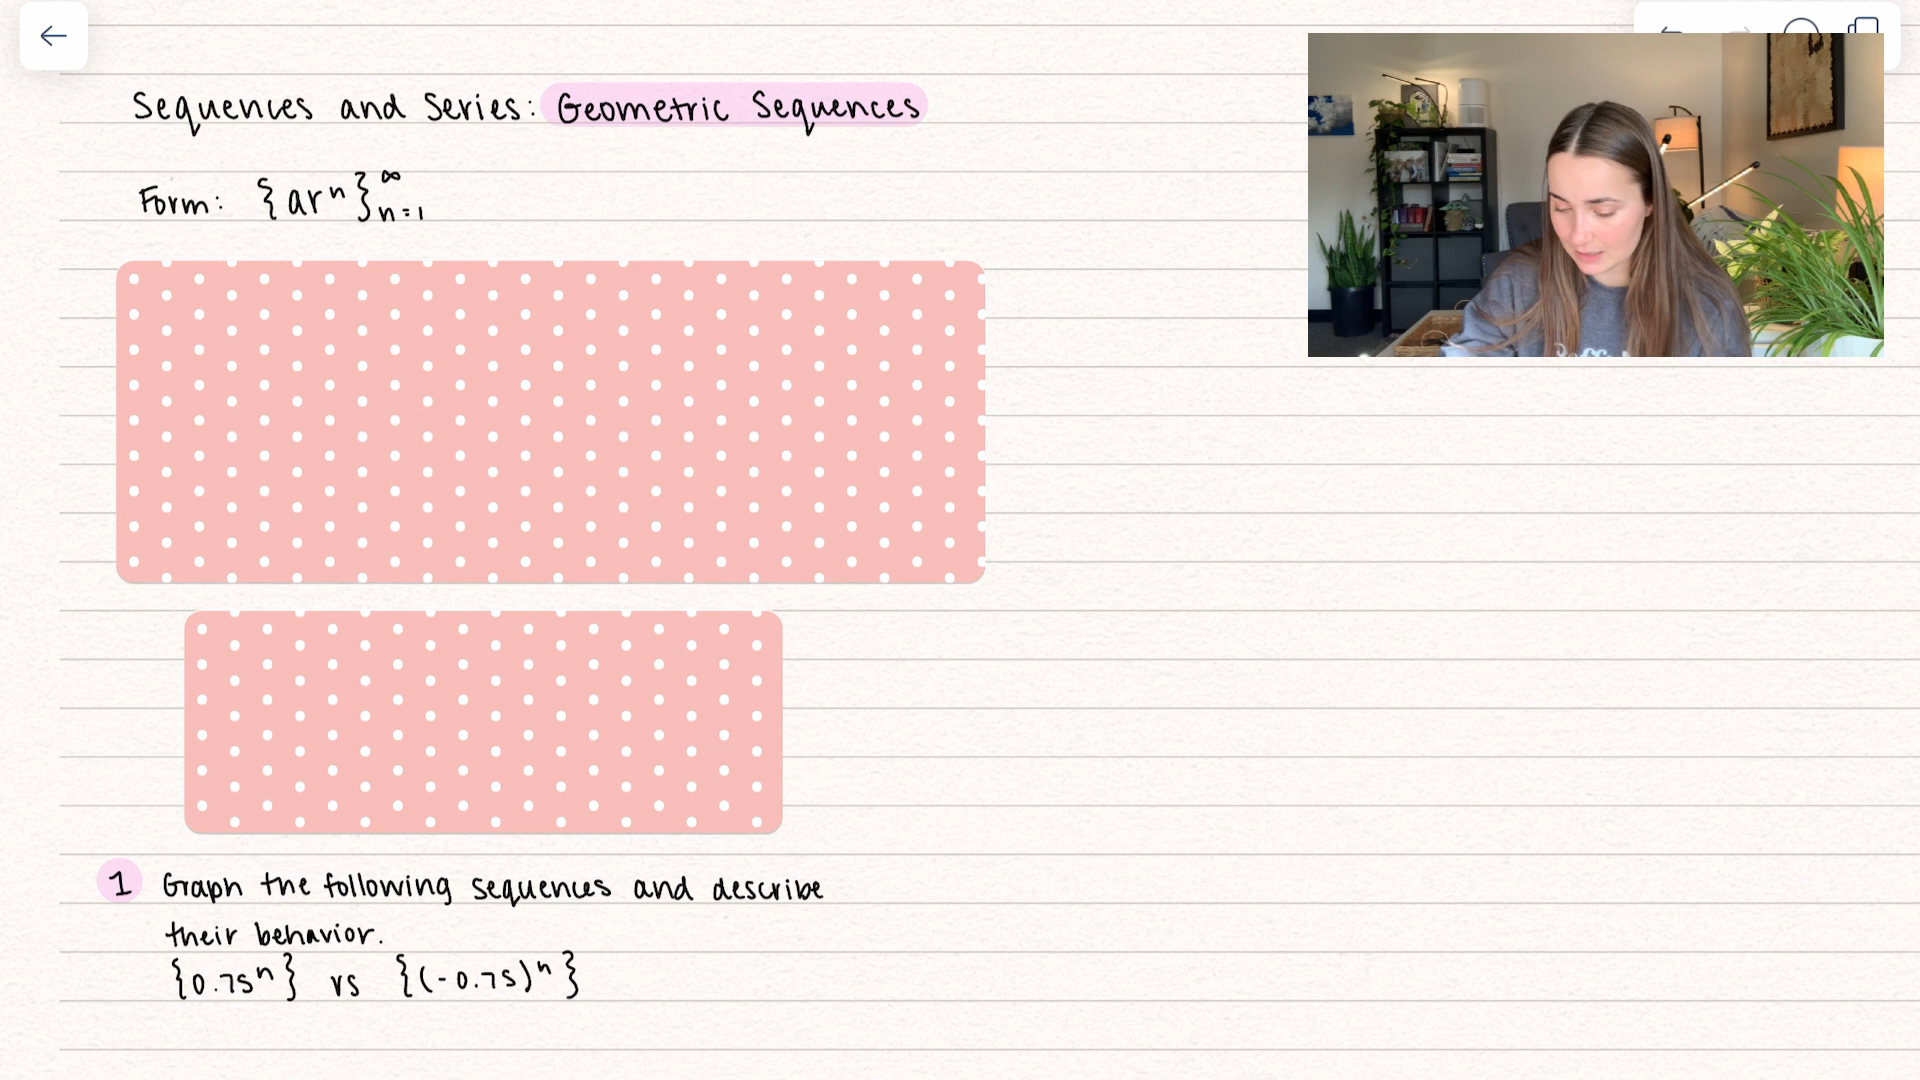 Sequences and Series: Geometric Sequences
Form: {arⁿ}∞n=1
1 Graph the following sequences and describe
their behavior.
{0.75ⁿ} vs {(-0.75)ⁿ}